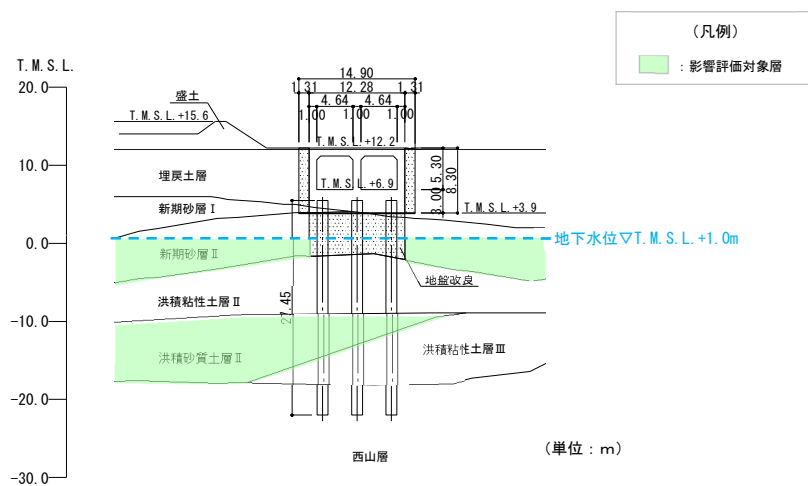 (凡例)
：影響評価対象層
T.M.S.L.
20.0
10.0
0.0
-10.0
-20.0
-30.0
14.90
1.31 12.28 1.31
4.64 4.64
1.00 1.00 1.00
盛土
T.M.S.L.+15.6
T.M.S.L.+12.2
埋戻土層
T.M.S.L.+6.9
5.30
3.00
8.30
新期砂層Ⅰ
T.M.S.L.+3.9
地下水位▽T.M.S.L.+1.0m
新期砂層Ⅱ
地盤改良
27.45
洪積粘性土層Ⅱ
洪積砂質土層Ⅱ
洪積粘性土層Ⅲ
西山層
(単位：m)